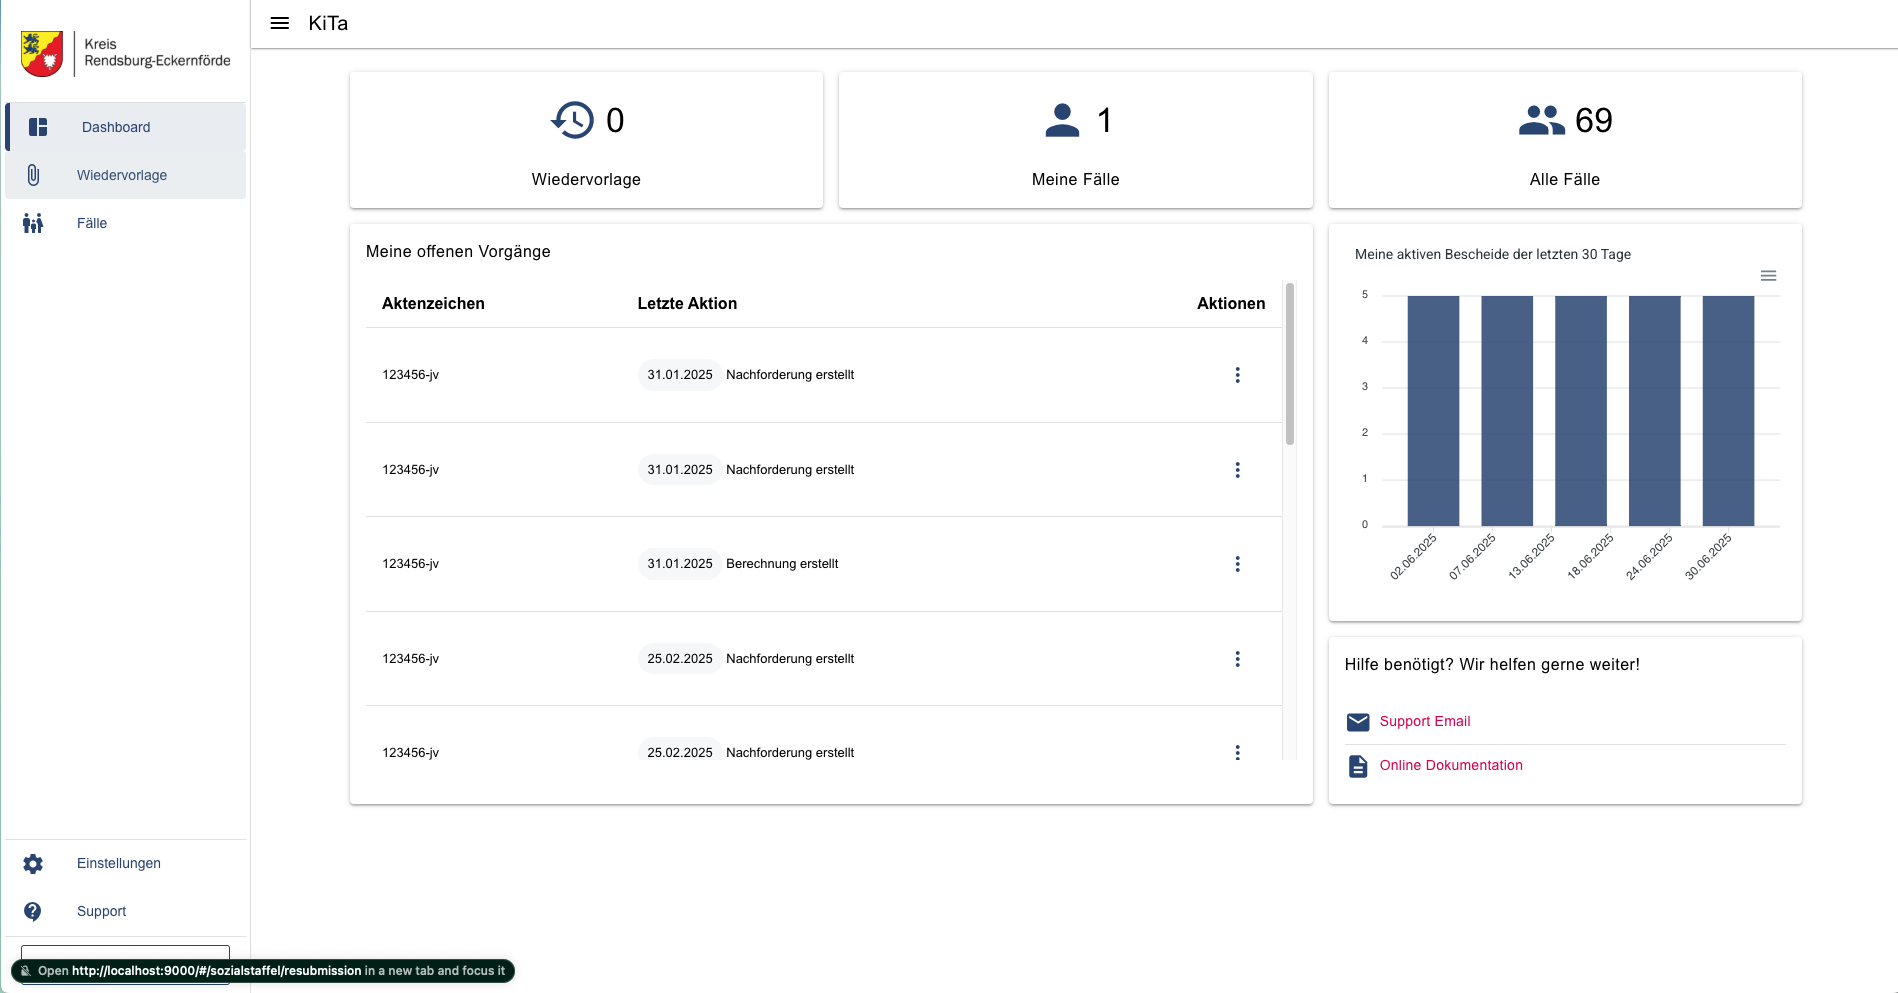 Kreis
Rendsburg-Eckernförde
KiTa
Dashboard
Wiedervorlage
Fälle
0
Wiedervorlage
1
Meine Fälle
69
Alle Fälle
Meine offenen Vorgänge
Aktenzeichen Letzte Aktion Aktionen
123456-jv 31.01.2025 Nachforderung erstellt
123456-jv 31.01.2025 Nachforderung erstellt
123456-jv 31.01.2025 Berechnung erstellt
123456-jv 25.02.2025 Nachforderung erstellt
123456-jv 25.02.2025 Nachforderung erstellt
Meine aktiven Bescheide der letzten 30 Tage
5
4
3
2
1
0
02.06.2025 07.06.2025 13.06.2025 18.06.2025 24.06.2025 30.06.2025
Hilfe benötigt? Wir helfen gerne weiter!
Support Email
Online Dokumentation
Einstellungen
Support
Open http://localhost:9000/#/sozialstaffel/resubmission in a new tab and focus it